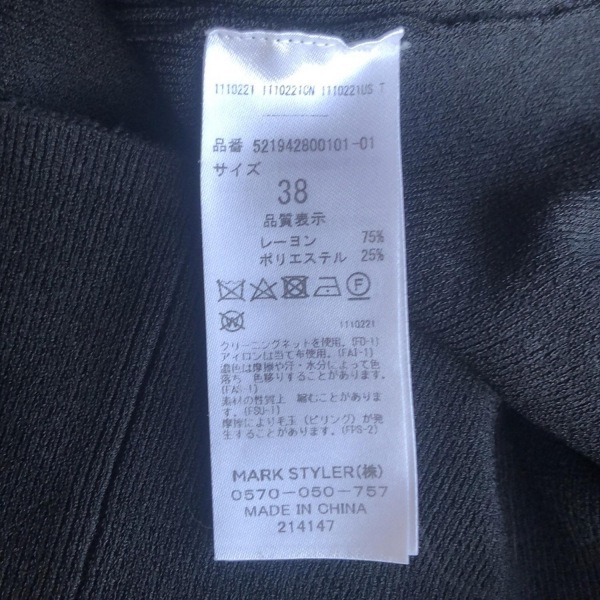 1110221 1110221CN 1110221US T
品番 521942800101-01
サイズ
38
品質表示
レーヨン 75%
ポリエステル 25%
F
W
1110221
クリーニングネットを使用。(FD-1)
アイロンは当て布使用。(FAI-1)
濃色は摩擦や汗・水分によって色
落ち 色移りすることがあります。
(FAS-1)
素材の性質上 縮むことがありま
す。(FSU-1)
摩擦により毛玉(ピリング)が発
生することがあります。(FPS-2)
MARK STYLER(株)
0570-050-757
MADE IN CHINA
214147